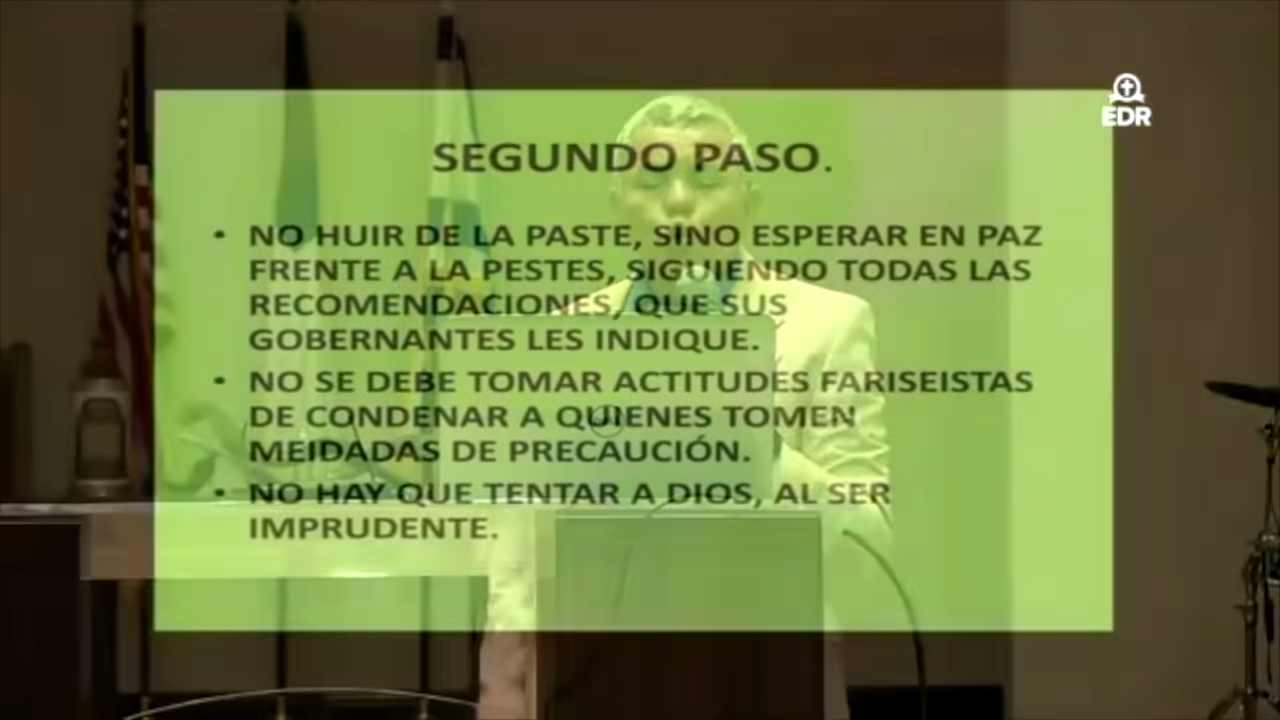 EDR
SEGUNDO PASO.
• NO HUIR DE LA PASTE, SINO ESPERAR EN PAZ
FRENTE A LA PESTES, SIGUIENDO TODAS LAS
RECOMENDACIONES, QUE SUS
GOBERNANTES LES INDIQUE.
• NO SE DEBE TOMAR ACTITUDES FARISEISTAS
DE CONDENAR A QUIENES TOMEN
MEIDADAS DE PRECAUCIÓN.
• NO HAY QUE TENTAR A DIOS, AL SER
IMPRUDENTE.